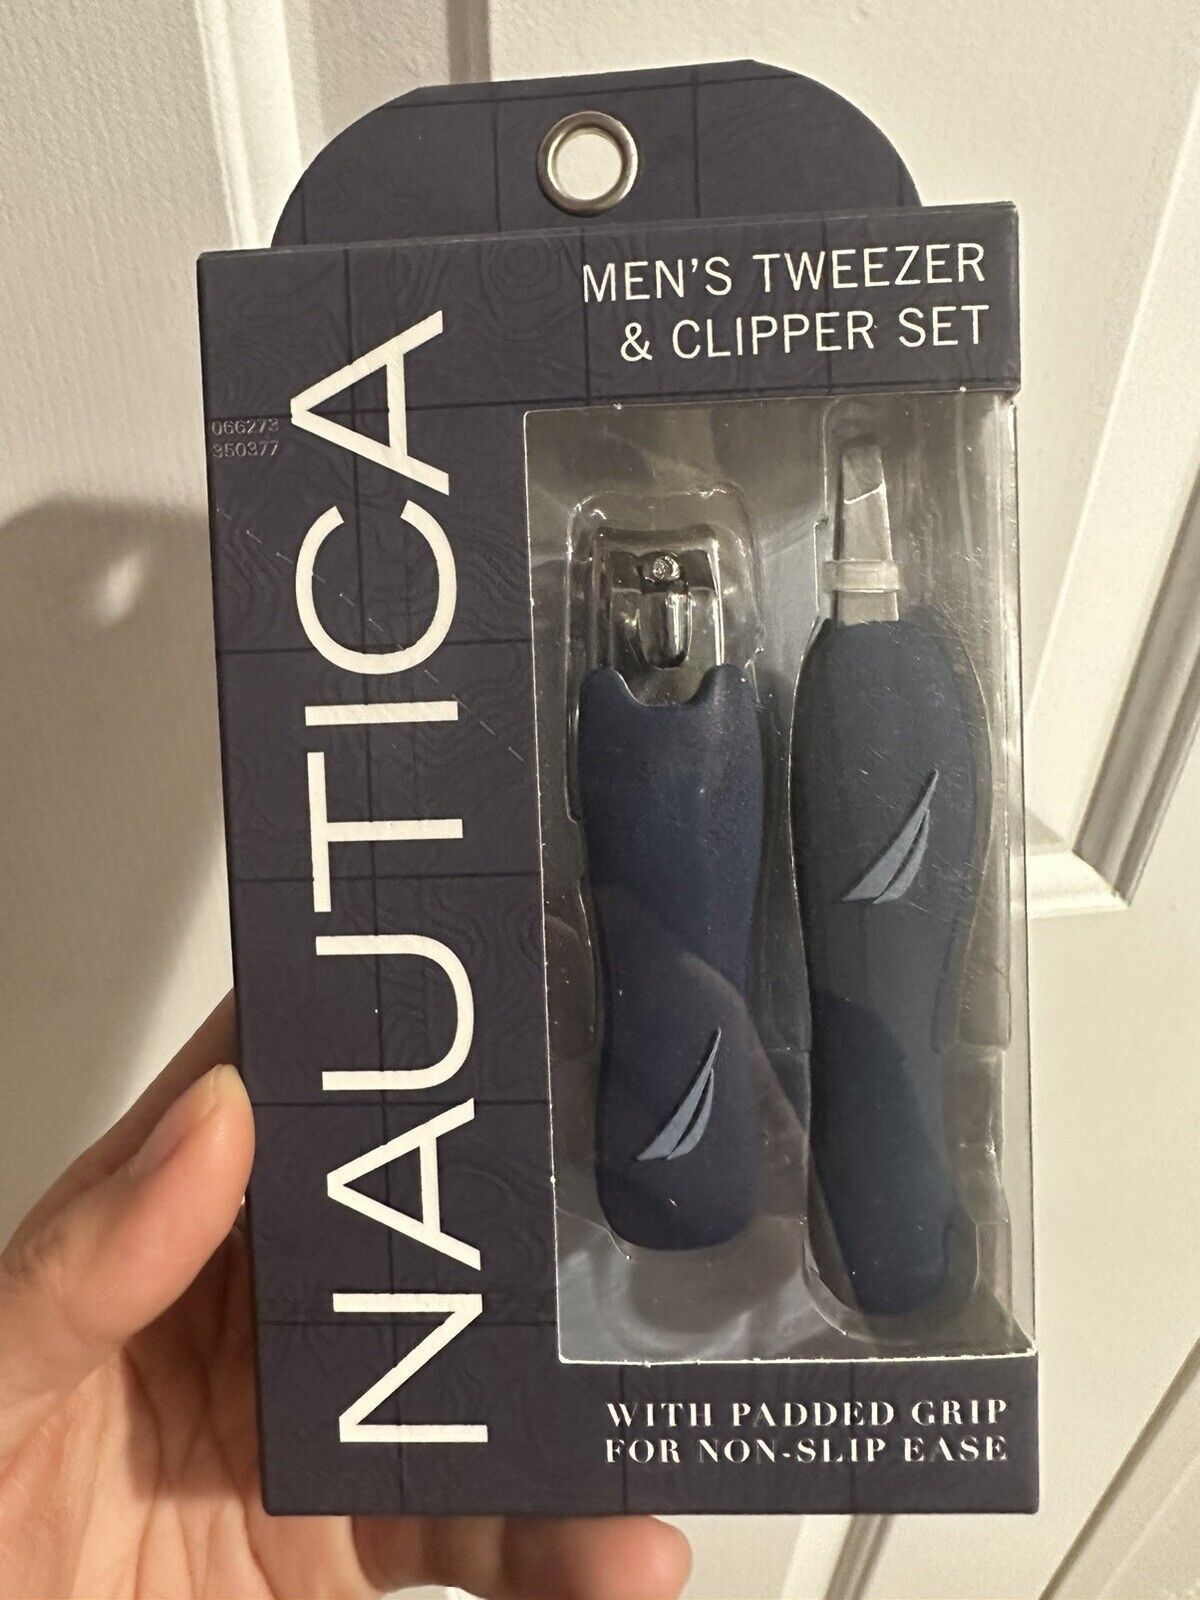 MEN'S TWEEZER
& CLIPPER SET
066273
350377
NAUTICA
WITH PADDED GRIP
FOR NON-SLIP EASE